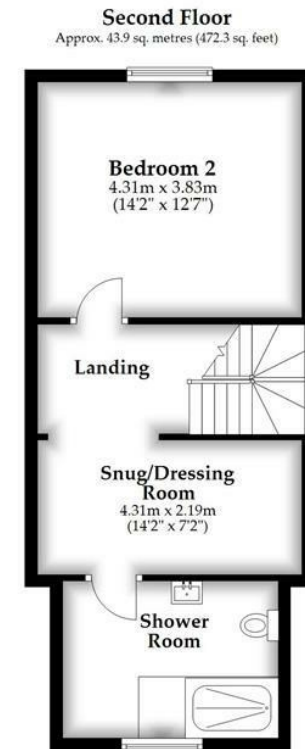 Second Floor
Approx. 43.9 sq. metres (472.3 sq. feet)
Bedroom 2
4.31m x 3.83m
(14'2" x 12'7")
Landing
Snug/Dressing
Room
4.31m x 2.19m
(14'2" x 7'2")
Shower
Room